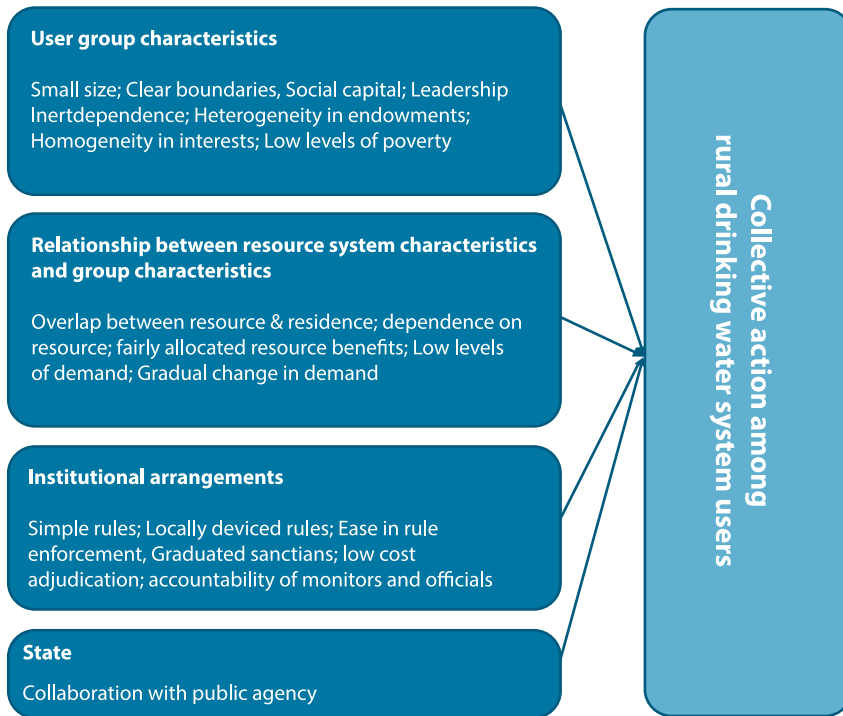 User group characteristics
Small size; Clear boundaries, Social capital; Leadership
Inertdependence; Heterogeneity in endowments;
Homogeneity in interests; Low levels of poverty
Relationship between resource system characteristics
and group characteristics
Overlap between resource & residence; dependence on
resource; fairly allocated resource benefits; Low levels
of demand; Gradual change in demand
Institutional arrangements
Simple rules; Locally deviced rules; Ease in rule
enforcement, Graduated sanctians; low cost
adjudication; accountability of monitors and officials
State
Collaboration with public agency
Collective action among
rural drinking water system users